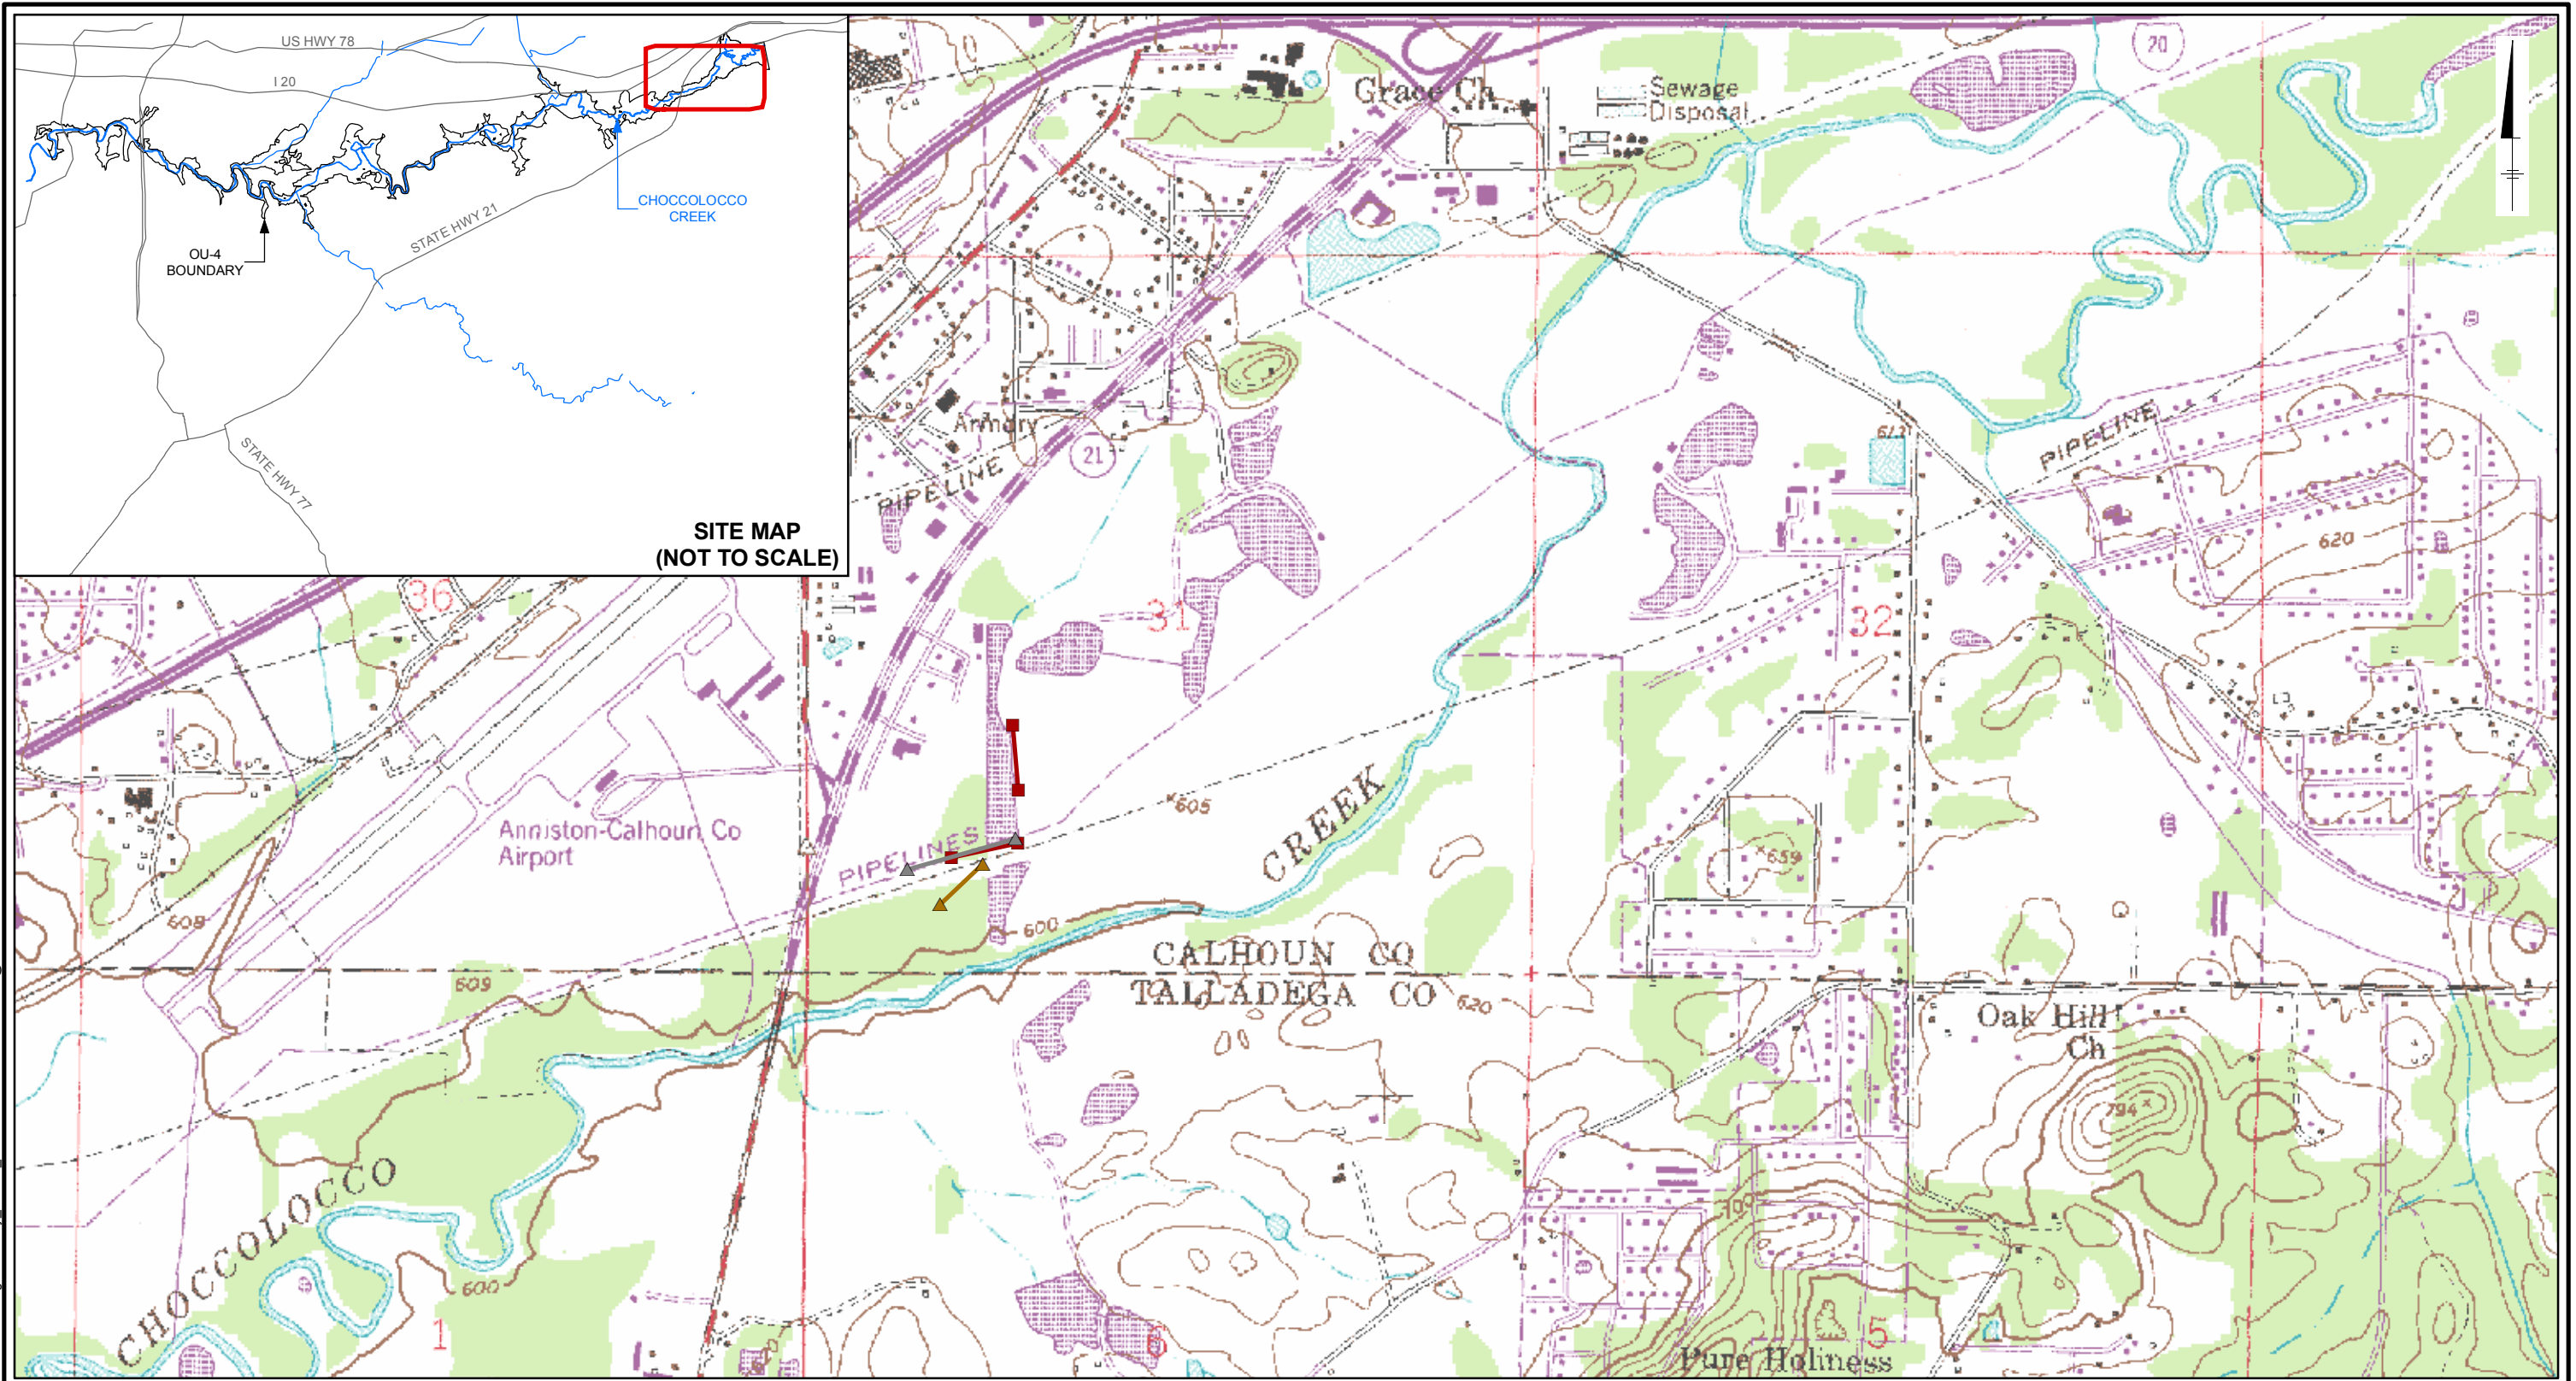 US HWY 78
I 20
CHOCCOLOCCO
CREEK
STATE HWY 21
OU-4
BOUNDARY
STATE HWY 77
SITE MAP
(NOT TO SCALE)
20
Grace Ch
Sewage
Disposal
Armory
21
PIPELINE
613
PIPELINE
620
36
31
32
605
Anniston-Calhoun Co
Airport
PIPELINES
CREEK
659
608
600
CALHOUN CO
TALLADEGA CO
609
620
Oak Hill
Ch
794
CHOCCOLOCCO
700
600
1
6
5
Pure Holiness